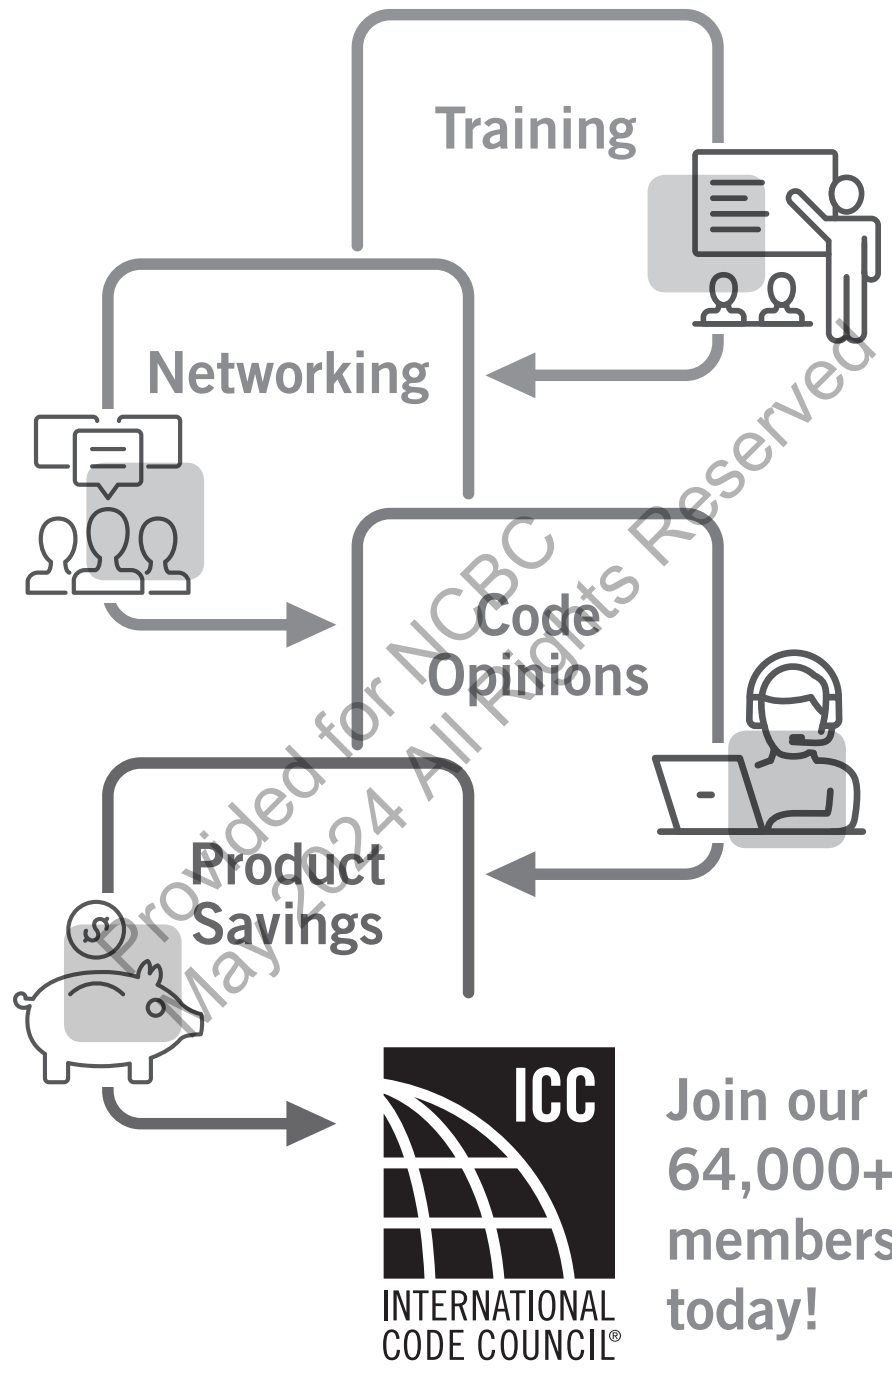 Training
Networking
Code
Opinions
Product
Savings
Provided for NCBC
May 2024 All Rights Reserved
ICC
INTERNATIONAL
CODE COUNCIL®
Join our
64,000+
members
today!